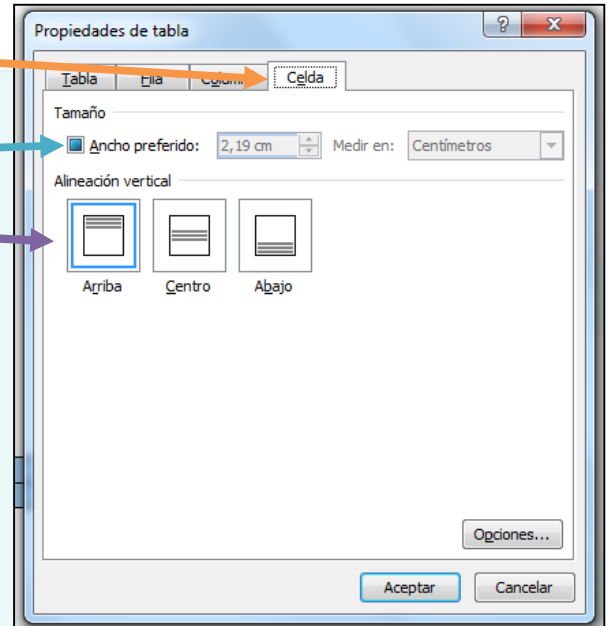 Propiedades de tabla
Tabla Fila Colum Celda
Tamaño
Ancho preferido: 2,19 cm Medir en: Centímetros
Alineación vertical
Arriba Centro Abajo
Opciones...
Aceptar Cancelar